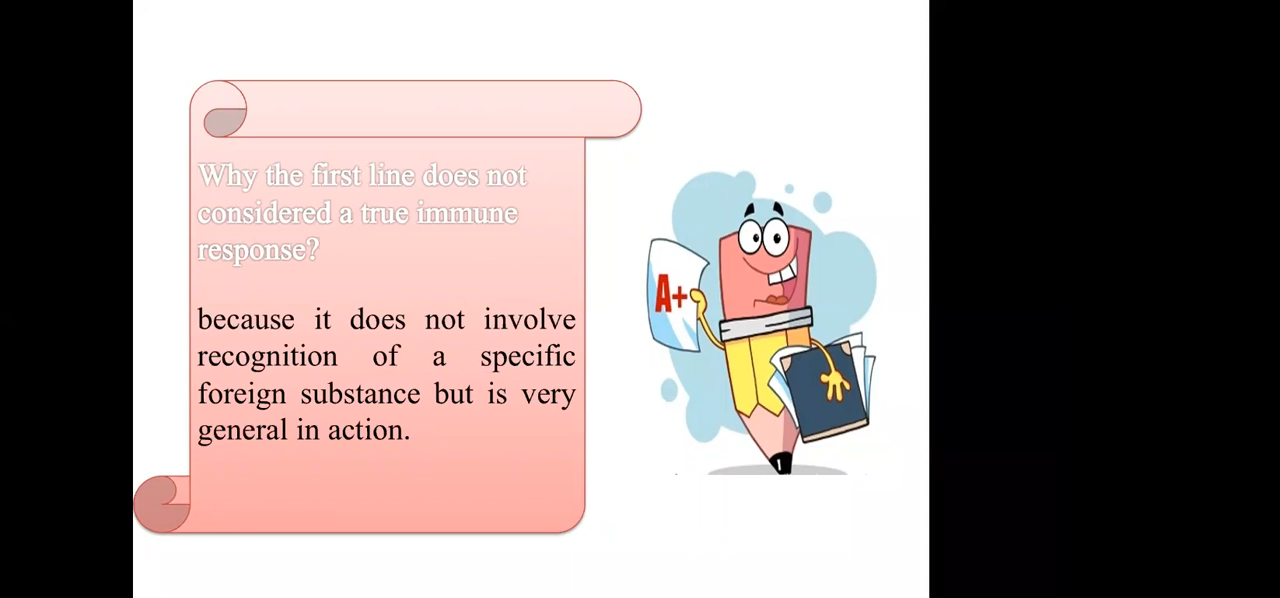 Why the first line does not
considered a true immune
response?
because it does not involve
recognition of a specific
foreign substance but is very
general in action.
A+